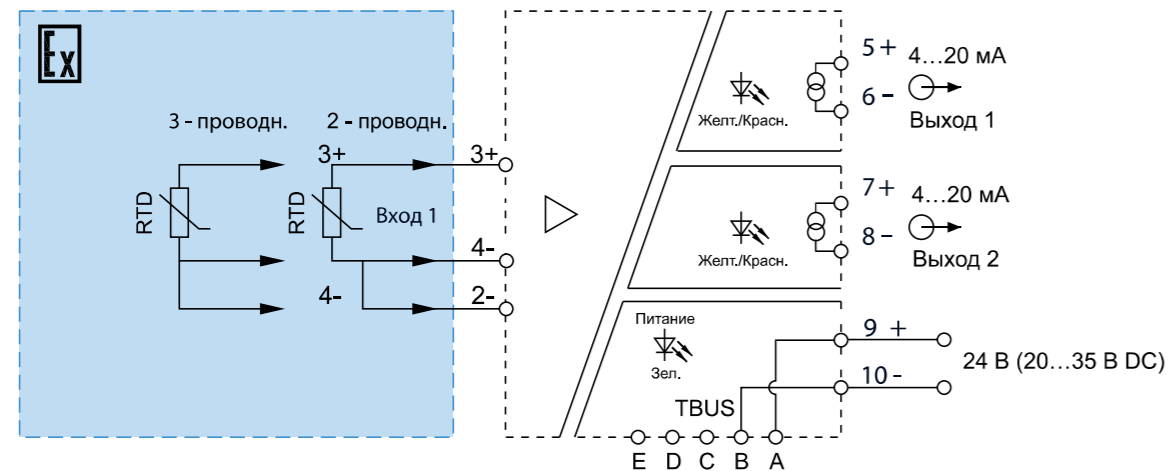 Ex
3 - проводн.
2 - проводн.
3+
3+
RTD
RTD
Вход 1
4-
4-
2-
Желт./Красн.
5 +
6 −
4...20 мА
Выход 1
Желт./Красн.
7 +
8 −
4...20 мА
Выход 2
Питание
Зел.
9 +
10 -
24 В (20...35 В DC)
TBUS
E D C B A